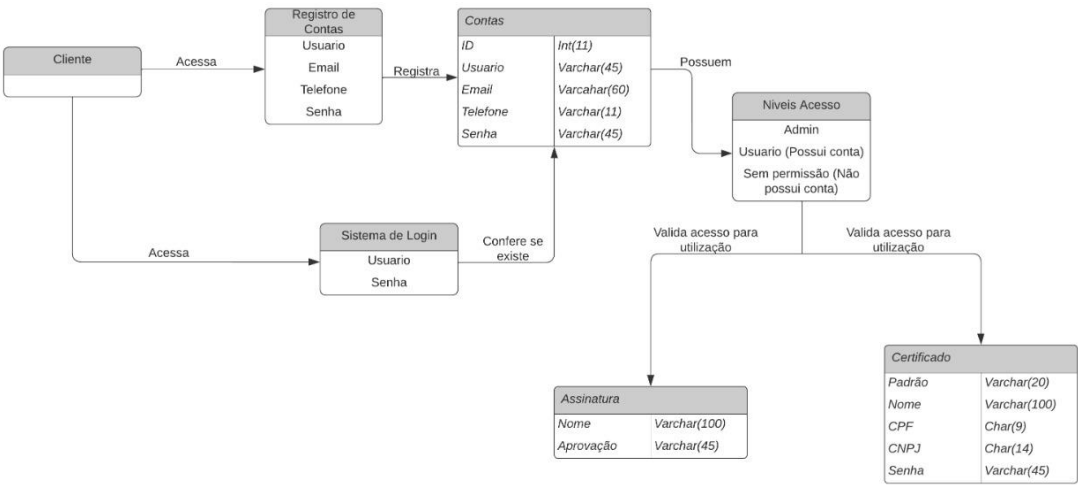 Cliente
Acessa
Registro de
Contas
Usuario
Email
Telefone
Senha
Registra
Contas
ID Int(11)
Usuario Varchar(45)
Email Varcahar(60)
Telefone Varchar(11)
Senha Varchar(45)
Possuem
Niveis Acesso
Admin
Usuario (Possui conta)
Sem permissão (Não
possui conta)
Acessa
Sistema de Login
Usuario
Senha
Confere se
existe
Valida acesso para
utilização
Valida acesso para
utilização
Assinatura
Nome Varchar(100)
Aprovação Varchar(45)
Certificado
Padrão Varchar(20)
Nome Varchar(100)
CPF Char(9)
CNPJ Char(14)
Senha Varchar(45)